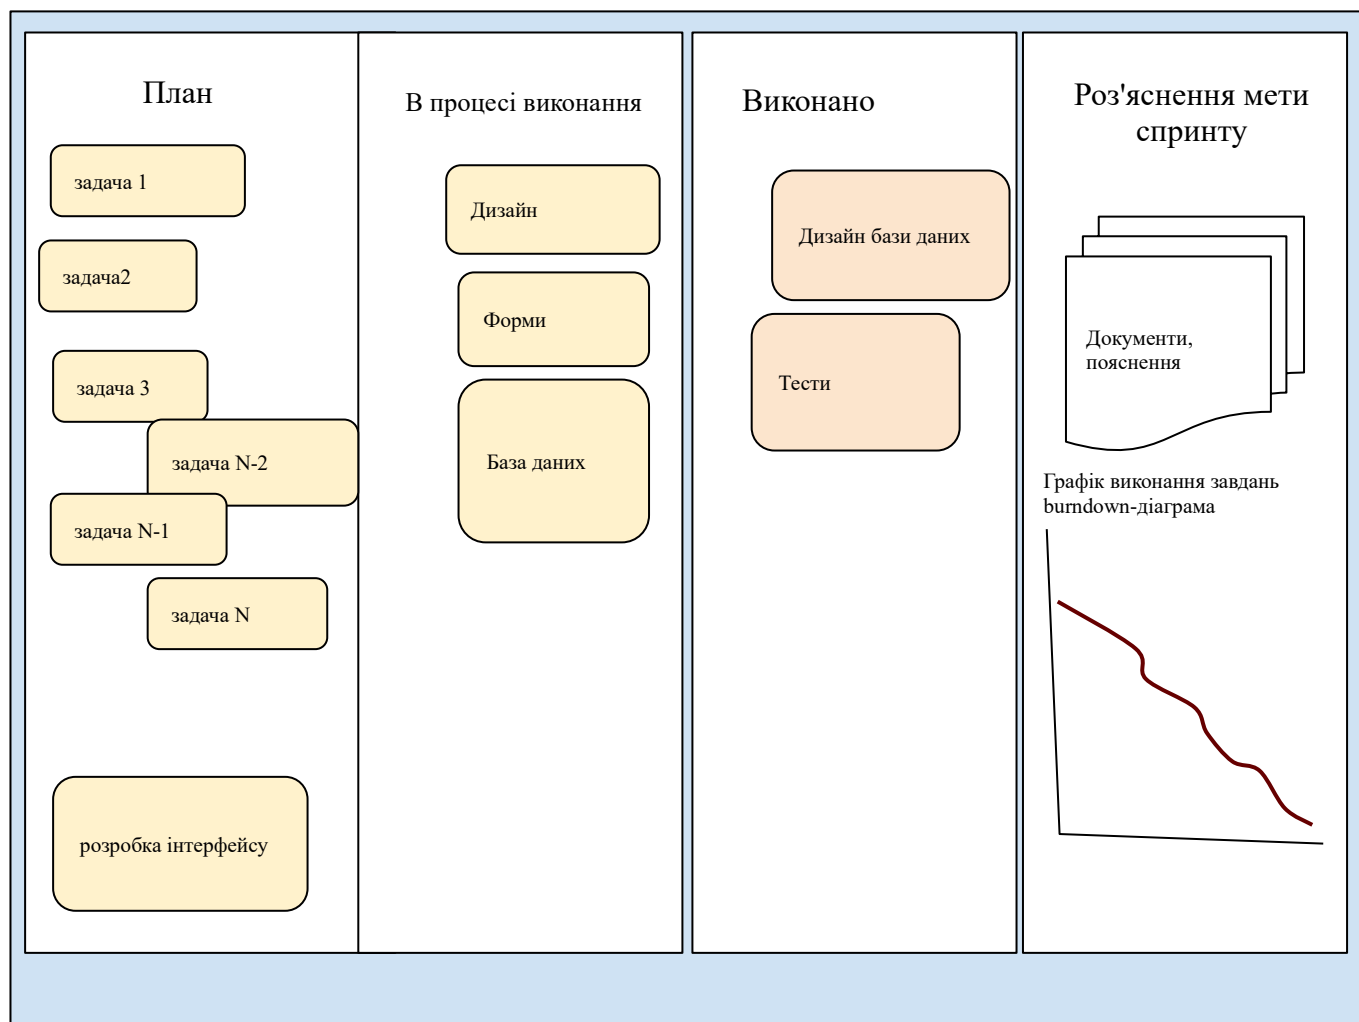 План
задача 1
задача2
задача 3
задача N-2
задача N-1
задача N
розробка інтерфейсу
В процесі виконання
Дизайн
Форми
База даних
Виконано
Дизайн бази даних
Тести
Роз'яснення мети
спринту
Документи,
пояснення
Графік виконання завдань
burndown-діаграма